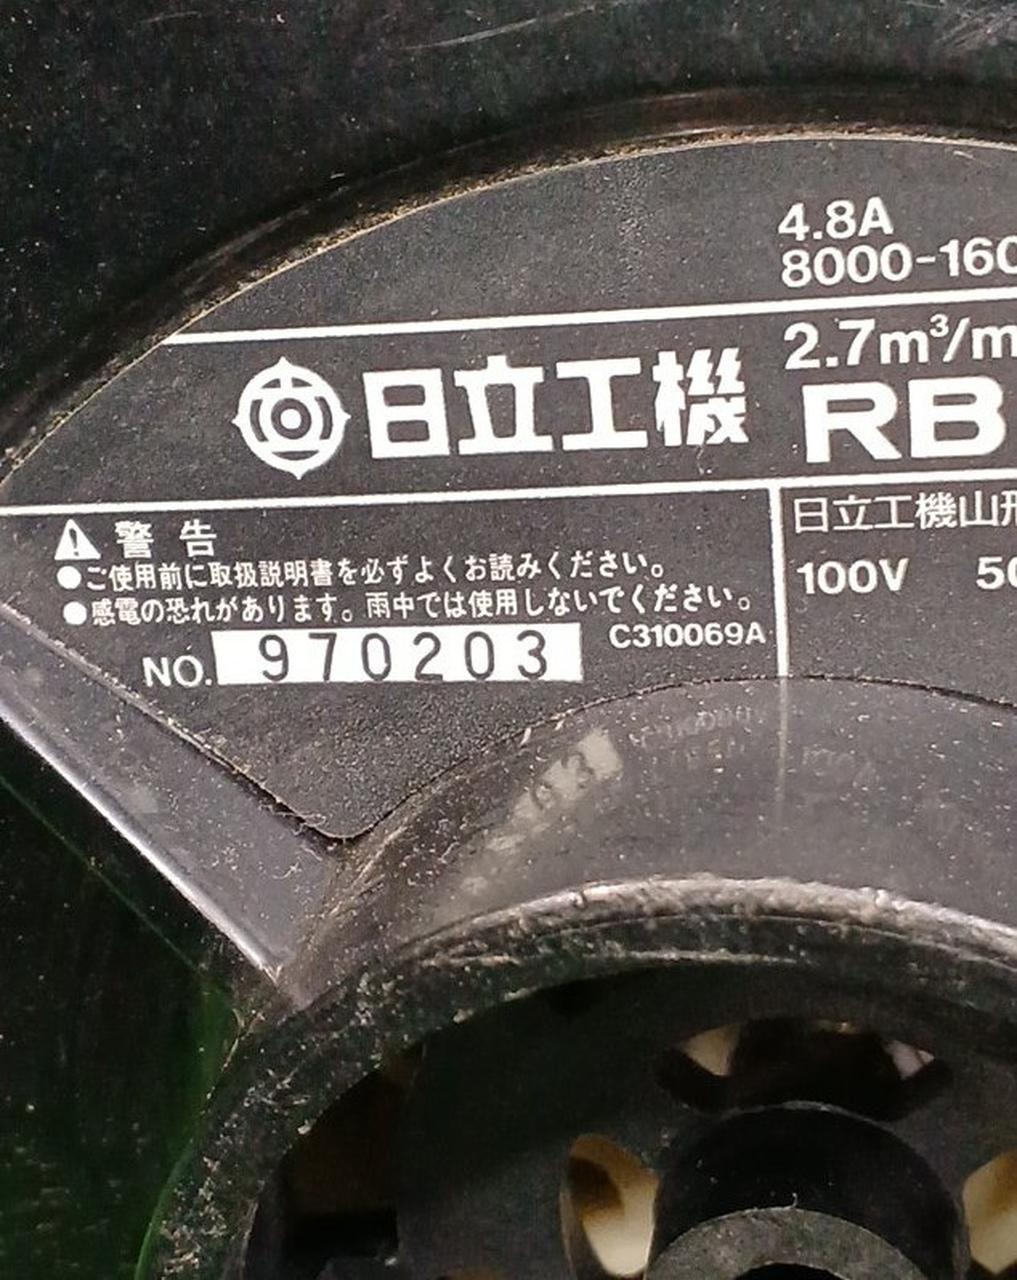 4.8A
8000-160
2.7m³/m
日立工機 RB
警告
●ご使用前に取扱説明書を必ずよくお読みください。
●感電の恐れがあります。雨中では使用しないでください。
NO. 970203 C310069A
日立工機山形
100V 50